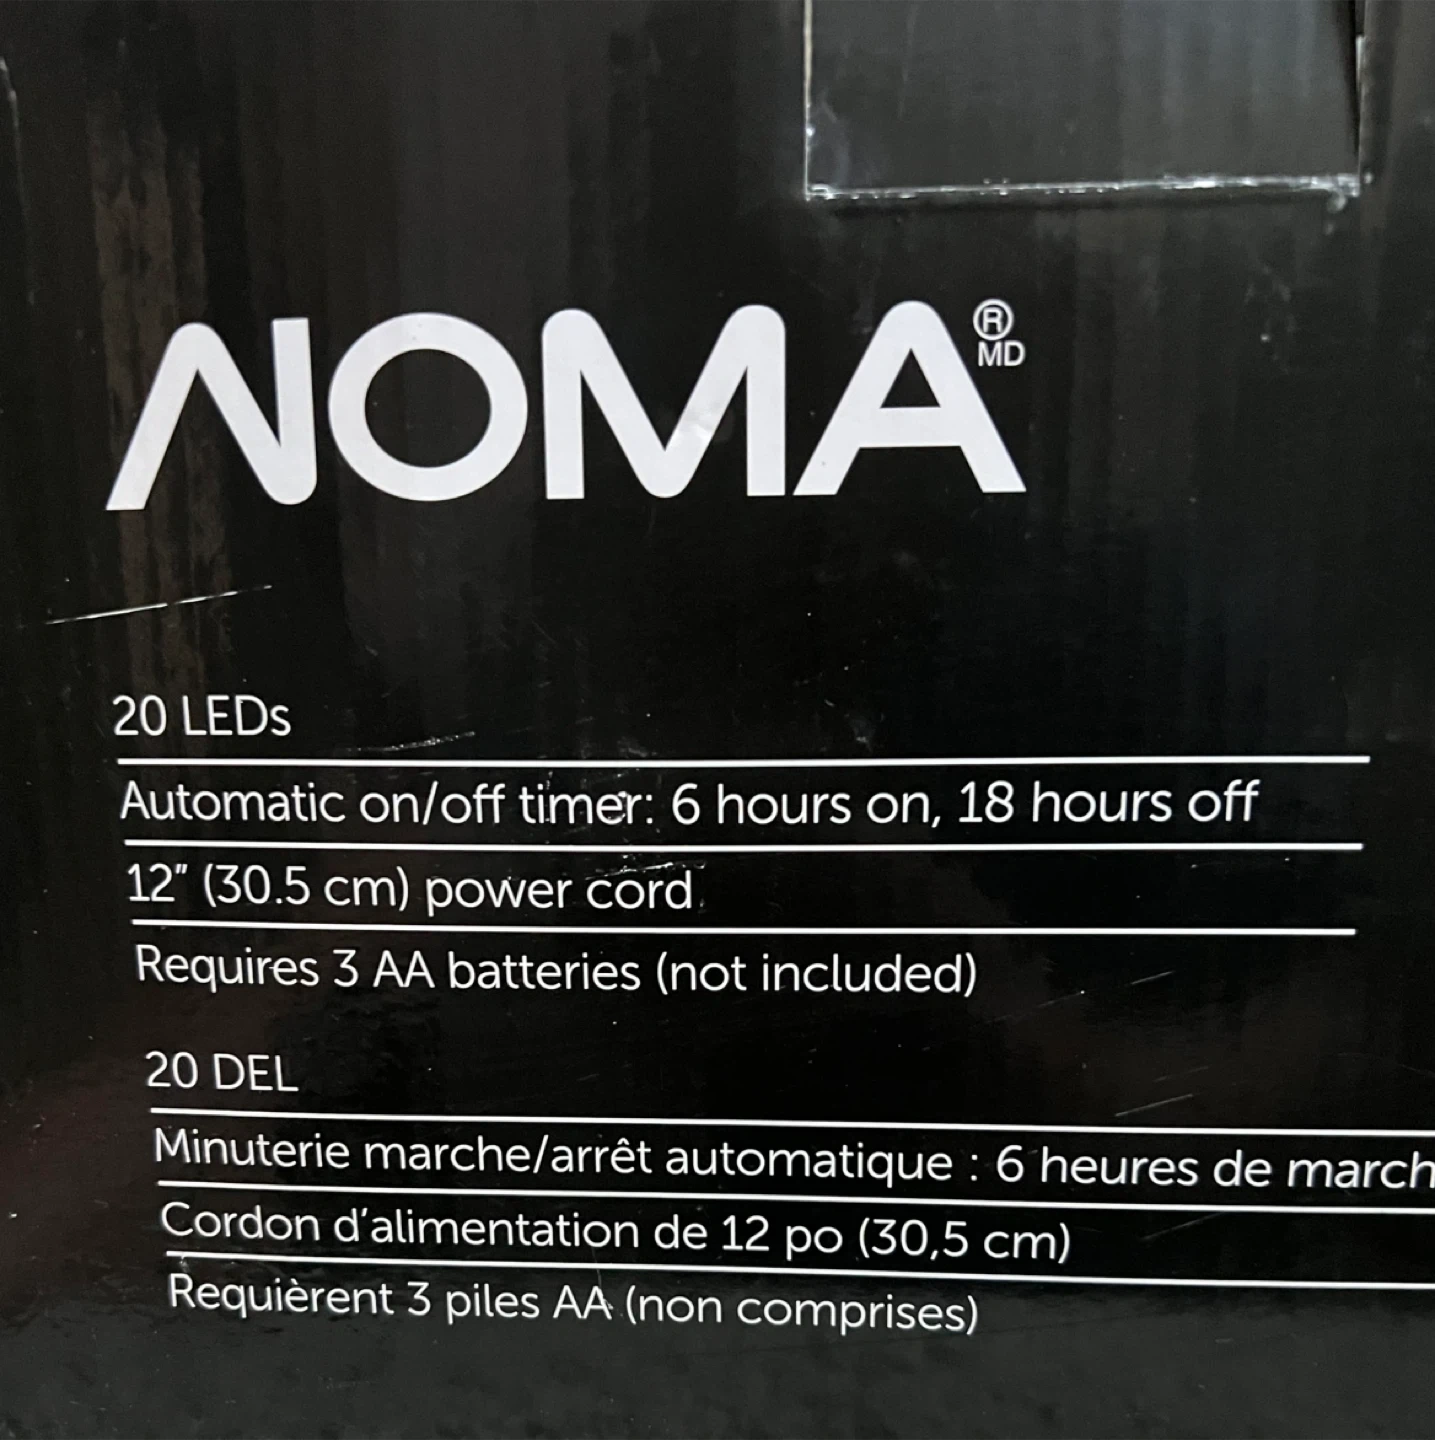 NOMA®
MD
20 LEDs
Automatic on/off timer: 6 hours on, 18 hours off
12" (30.5 cm) power cord
Requires 3 AA batteries (not included)
20 DEL
Minuterie marche/arrêt automatique : 6 heures de march
Cordon d'alimentation de 12 po (30,5 cm)
Requièrent 3 piles AA (non comprises)